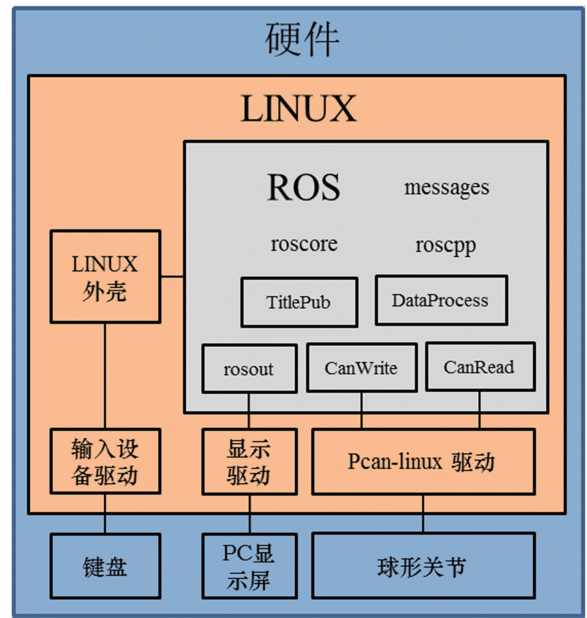 硬件
LINUX
ROS
messages
roscore
roscpp
LINUX
外壳
TitlePub
DataProcess
rosout
CanWrite
CanRead
输入设
备驱动
显示
驱动
Pcan-linux 驱动
键盘
PC显
示屏
球形关节